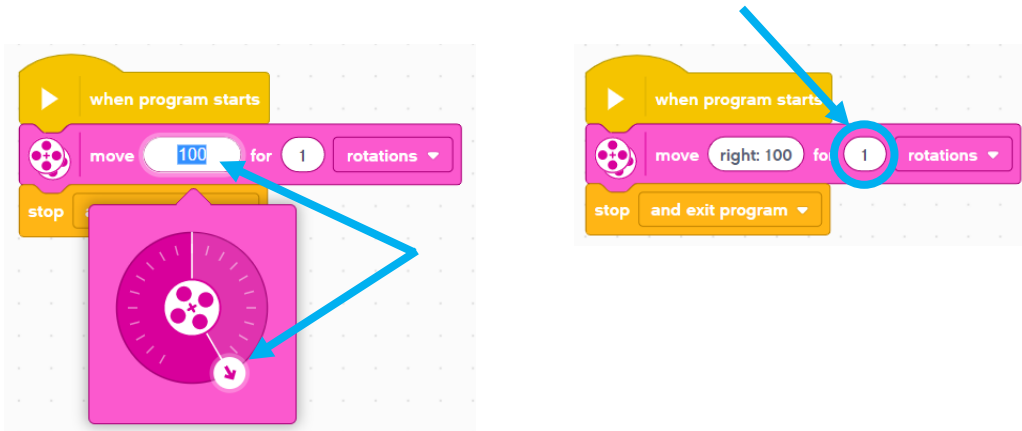 when program starts
move 100 for 1 rotations
stop
when program starts
move right: 100 for 1 rotations
stop and exit program